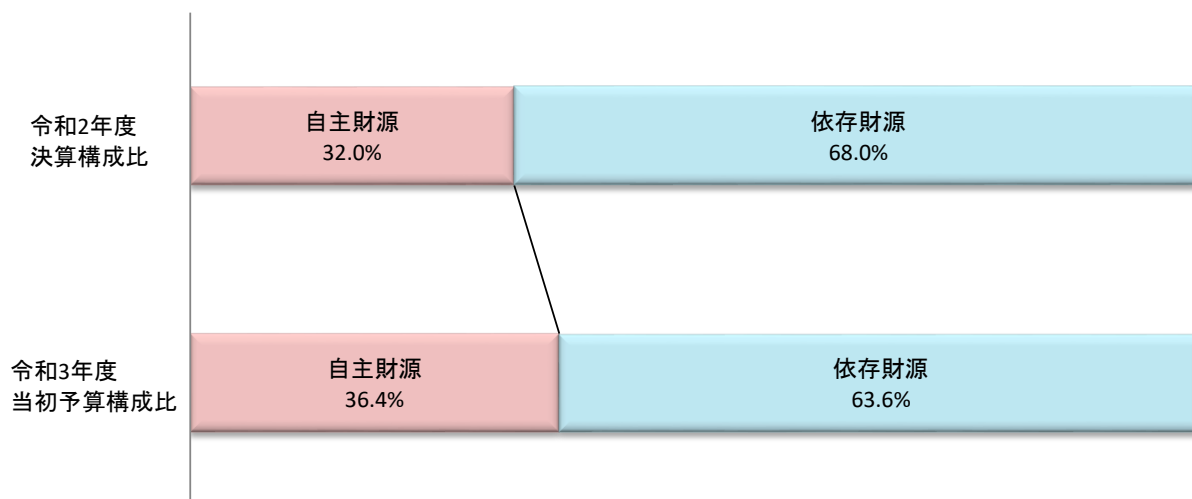 令和2年度
決算構成比
自主財源
32.0%
依存財源
68.0%
令和3年度
当初予算構成比
自主財源
36.4%
依存財源
63.6%